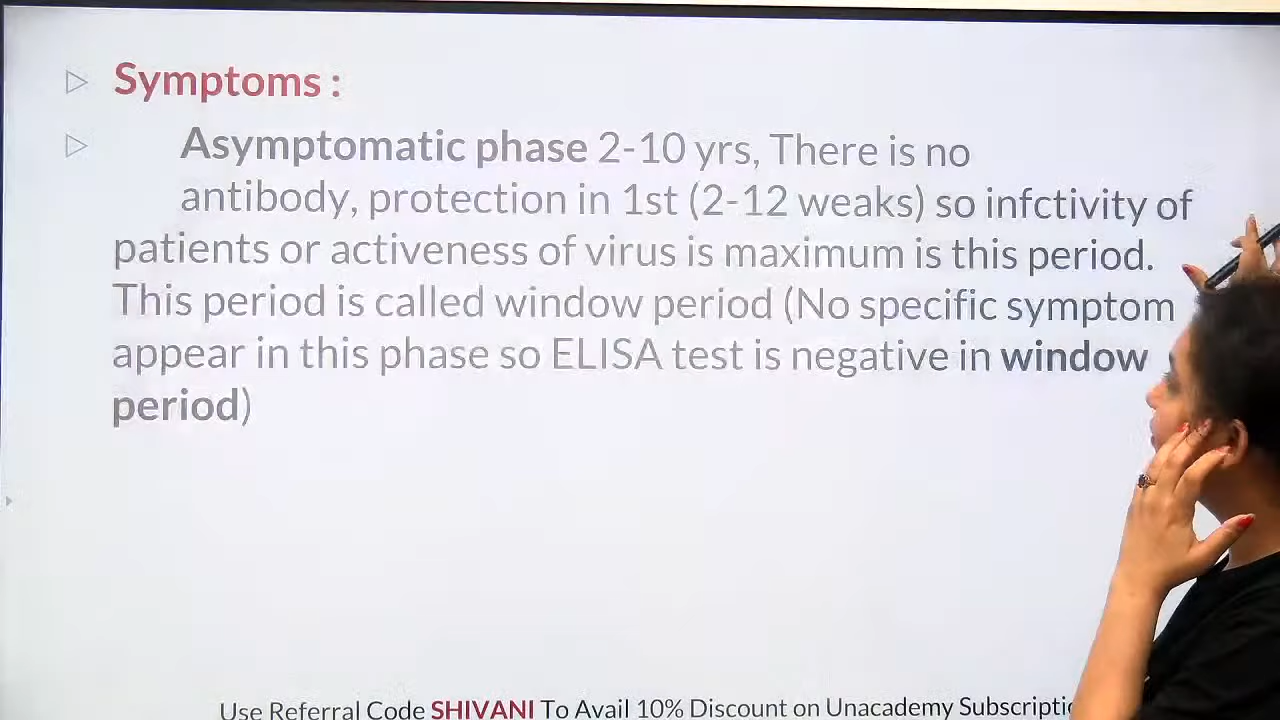 Symptoms :
Asymptomatic phase 2-10 yrs, There is no
antibody, protection in 1st (2-12 weaks) so infctivity of
patients or activeness of virus is maximum is this period.
This period is called window period (No specific symptom
appear in this phase so ELISA test is negative in window
period)
Use Referral Code SHIVANI To Avail 10% Discount on Unacademy